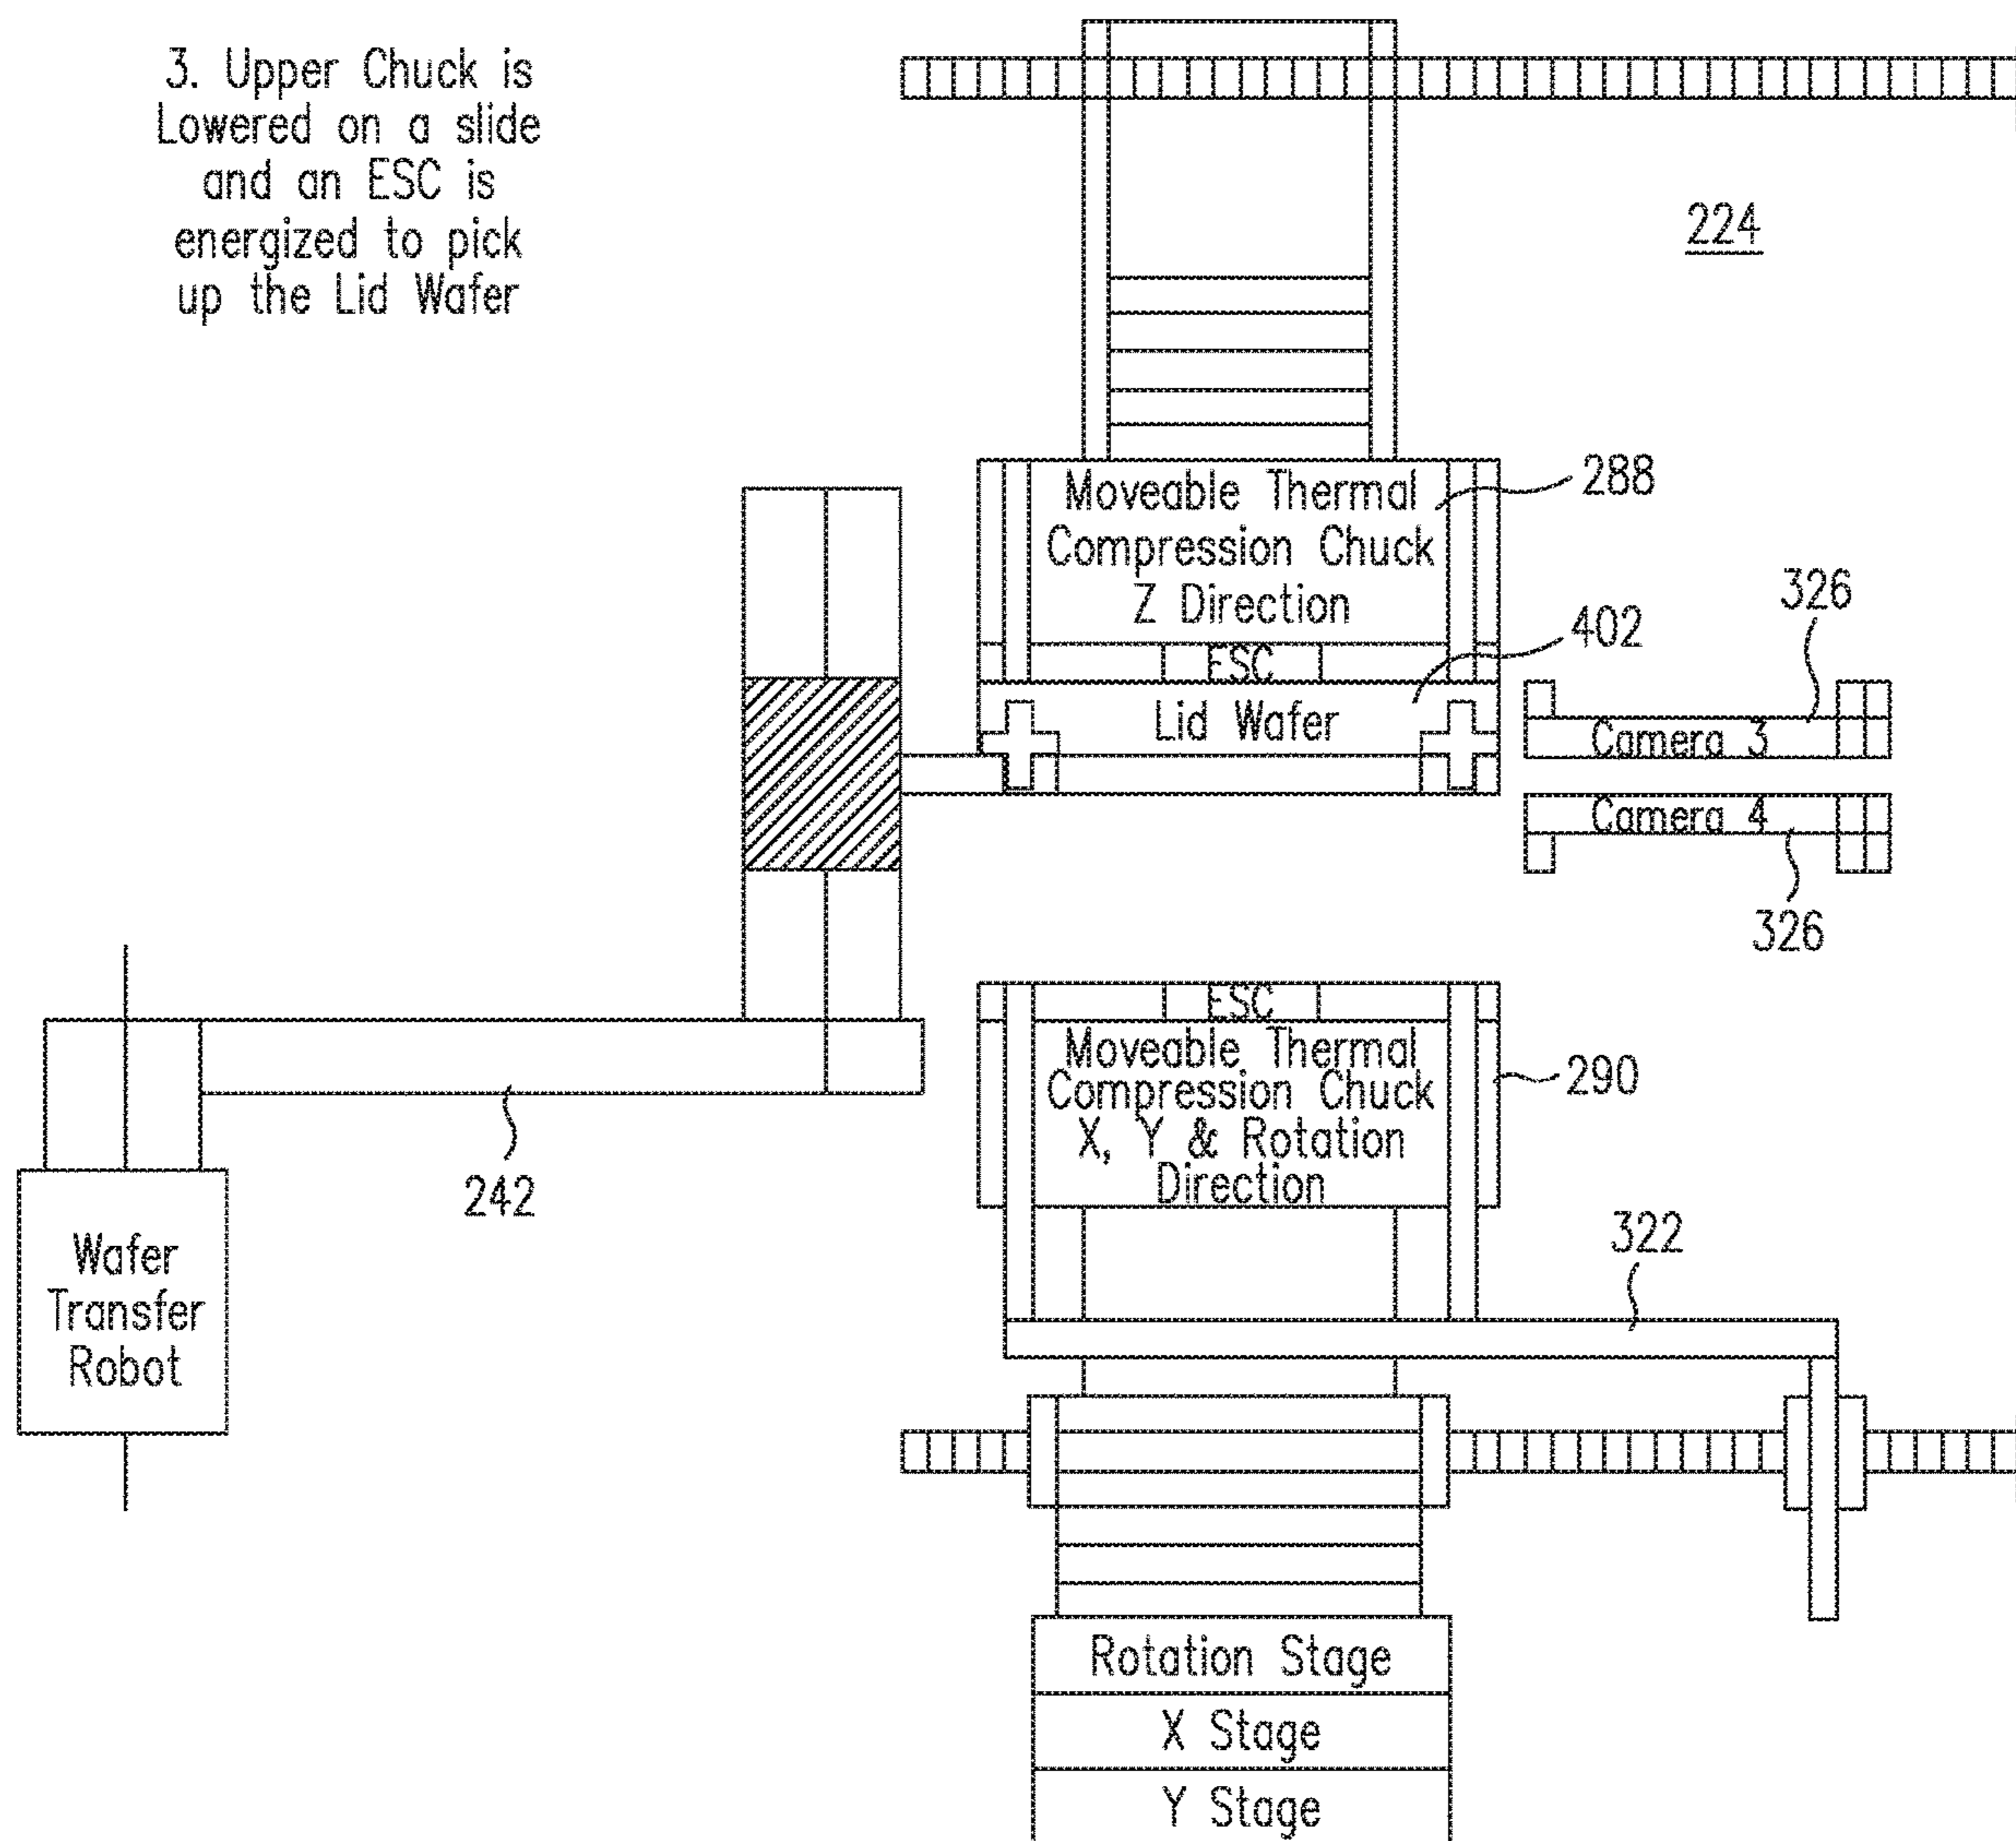 3. Upper Chuck is
Lowered on a slide
and an ESC is
energized to pick
up the Lid Wafer
224
Moveable Thermal
Compression Chuck
Z Direction
288
ESC
402
Lid Wafer
326
Camera 3
Camera 4
326
ESC
Moveable Thermal
Compression Chuck
X, Y & Rotation
Direction
290
242
Wafer
Transfer
Robot
322
Rotation Stage
X Stage
Y Stage